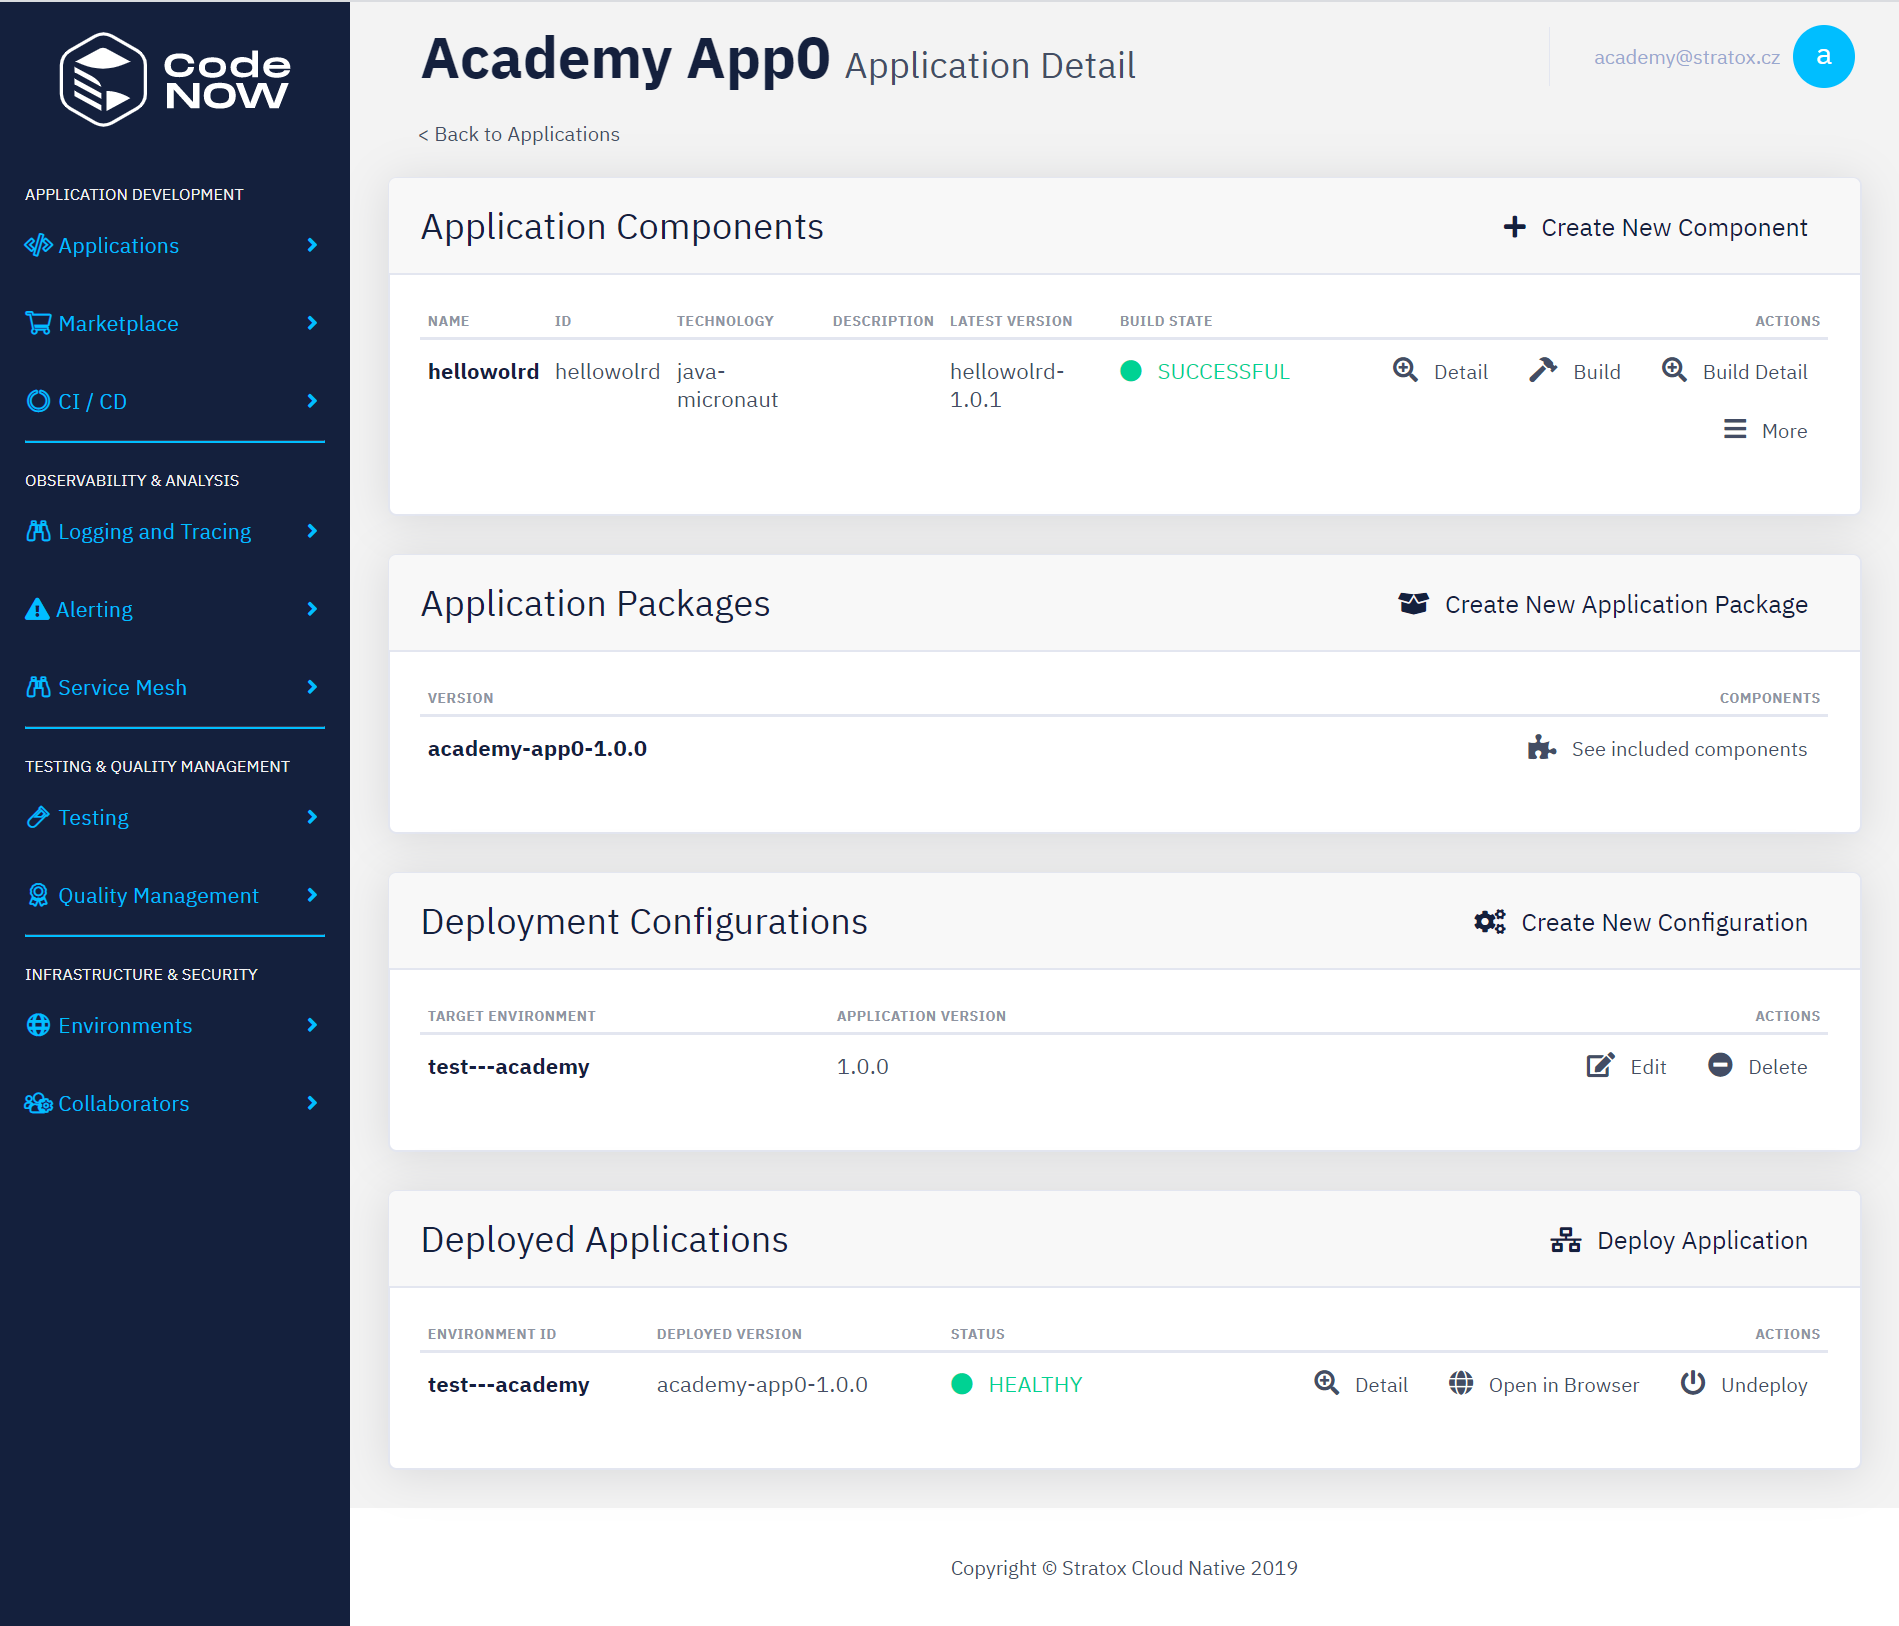 Code
NOW
Academy App0 Application Detail
academy@stratox.cz
a
< Back to Applications
APPLICATION DEVELOPMENT
Applications
Marketplace
CI / CD
OBSERVABILITY & ANALYSIS
Logging and Tracing
Alerting
Service Mesh
TESTING & QUALITY MANAGEMENT
Testing
Quality Management
INFRASTRUCTURE & SECURITY
Environments
Collaborators
Application Components
Create New Component
NAME ID TECHNOLOGY DESCRIPTION LATEST VERSION BUILD STATE ACTIONS
hellowolrd hellowolrd java- hellowolrd- SUCCESSFUL Detail Build Build Detail
micronaut 1.0.1
More
Application Packages
Create New Application Package
VERSION COMPONENTS
academy-app0-1.0.0 See included components
Deployment Configurations
Create New Configuration
TARGET ENVIRONMENT APPLICATION VERSION ACTIONS
test---academy 1.0.0 Edit Delete
Deployed Applications
Deploy Application
ENVIRONMENT ID DEPLOYED VERSION STATUS ACTIONS
test---academy academy-app0-1.0.0 HEALTHY Detail Open in Browser Undeploy
Copyright © Stratox Cloud Native 2019